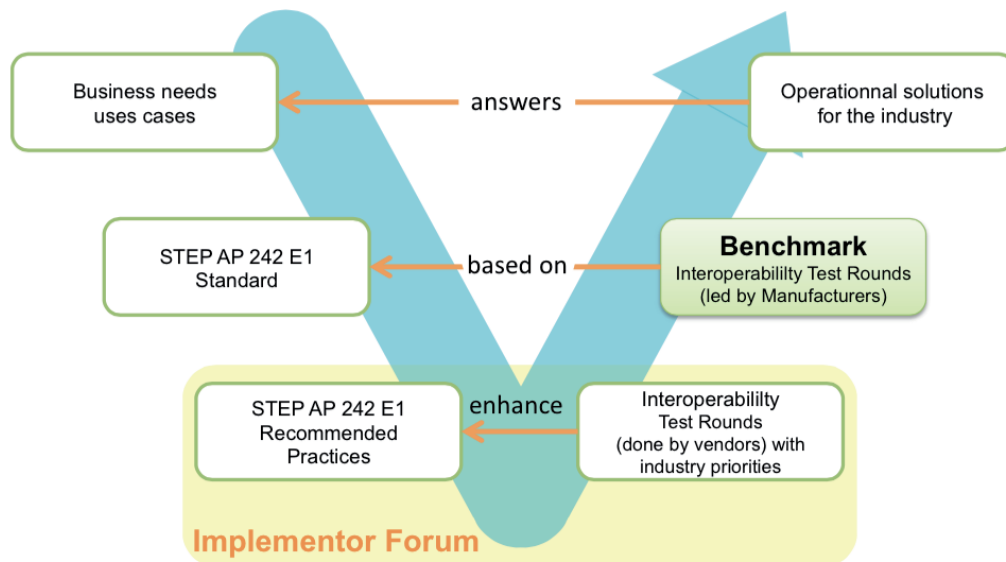 Business needs
uses cases
answers
Operationnal solutions
for the industry
STEP AP 242 E1
Standard
based on
Benchmark
Interoperability Test Rounds
(led by Manufacturers)
STEP AP 242 E1
Recommended
Practices
enhance
Interoperabililty
Test Rounds
(done by vendors) with
industry priorities
Implementor Forum